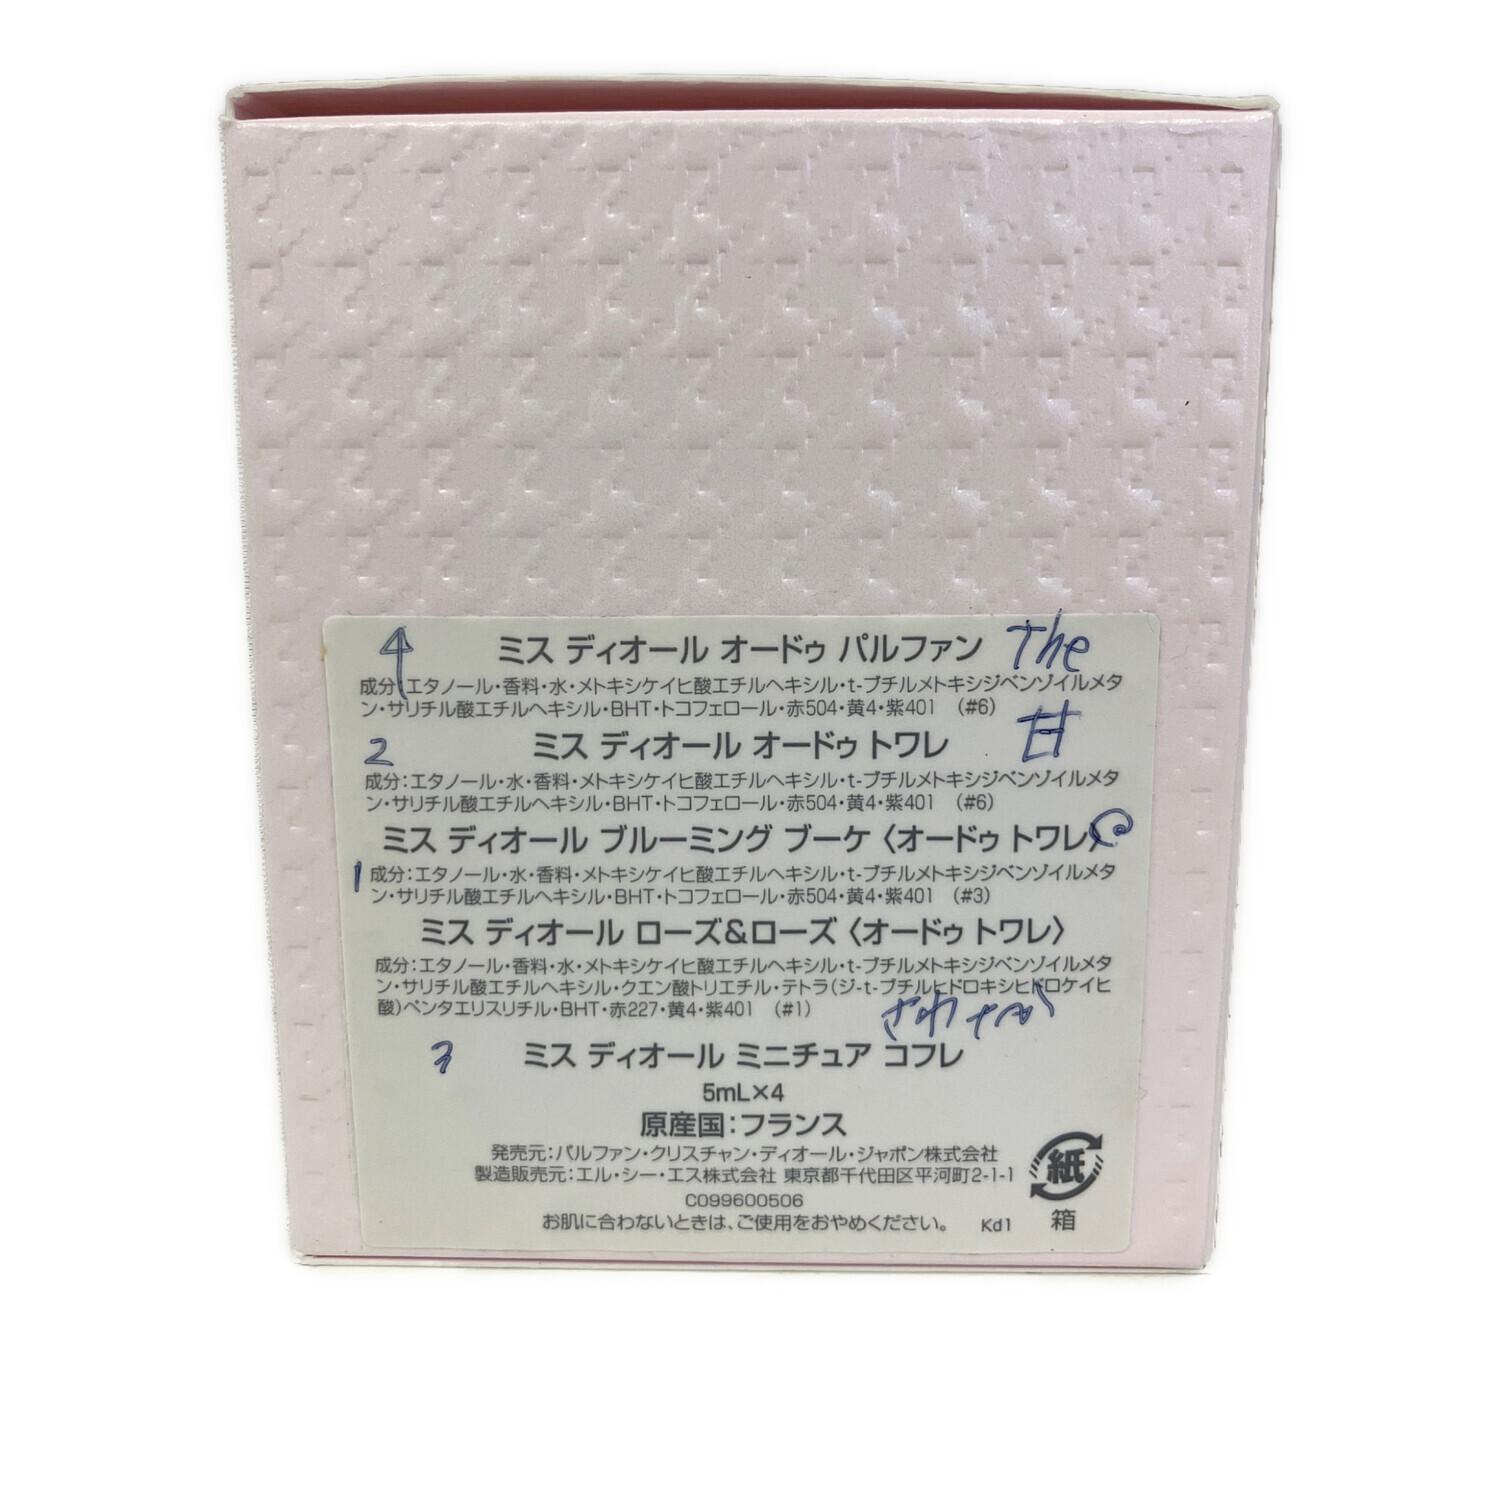 4 ミス ディオール オードゥ パルファン The
成分:エタノール・香料・水・メトキシケイヒ酸エチルヘキシル・t-ブチルメトキシジベンゾイルメタ
ン・サリチル酸エチルヘキシル・BHT・トコフェロール・赤504・黄4・紫401 (#6)
2 ミス ディオール オードゥ トワレ 甘
成分:エタノール・水・香料・メトキシケイヒ酸エチルヘキシル・t-ブチルメトキシジベンゾイルメタ
ン・サリチル酸エチルヘキシル・BHT・トコフェロール・赤504・黄4・紫401 (#6)
ミス ディオール ブルーミング ブーケ〈オードゥ トワレ〉
1 成分:エタノール・水・香料・メトキシケイヒ酸エチルヘキシル・t-ブチルメトキシジベンゾイルメタ
ン・サリチル酸エチルヘキシル・BHT・トコフェロール・赤504・黄4・紫401 (#3)
ミス ディオール ローズ&ローズ〈オードゥ トワレ〉
成分:エタノール・香料・水・メトキシケイヒ酸エチルヘキシル・t-ブチルメトキシジベンゾイルメタ
ン・サリチル酸エチルヘキシル・クエン酸トリエチル・テトラ(ジ-t-ブチルヒドロキシヒドロケイヒ
酸)ペンタエリスリチル・BHT・赤227・黄4・紫401 (#1)
さわやか
3 ミス ディオール ミニチュア コフレ
5mL×4
原産国:フランス
発売元:パルファン・クリスチャン・ディオール・ジャポン株式会社
製造販売元:エル・シー・エス株式会社 東京都千代田区平河町2-1-1
C099600506
お肌に合わないときは、ご使用をおやめください。 Kd1
紙
箱